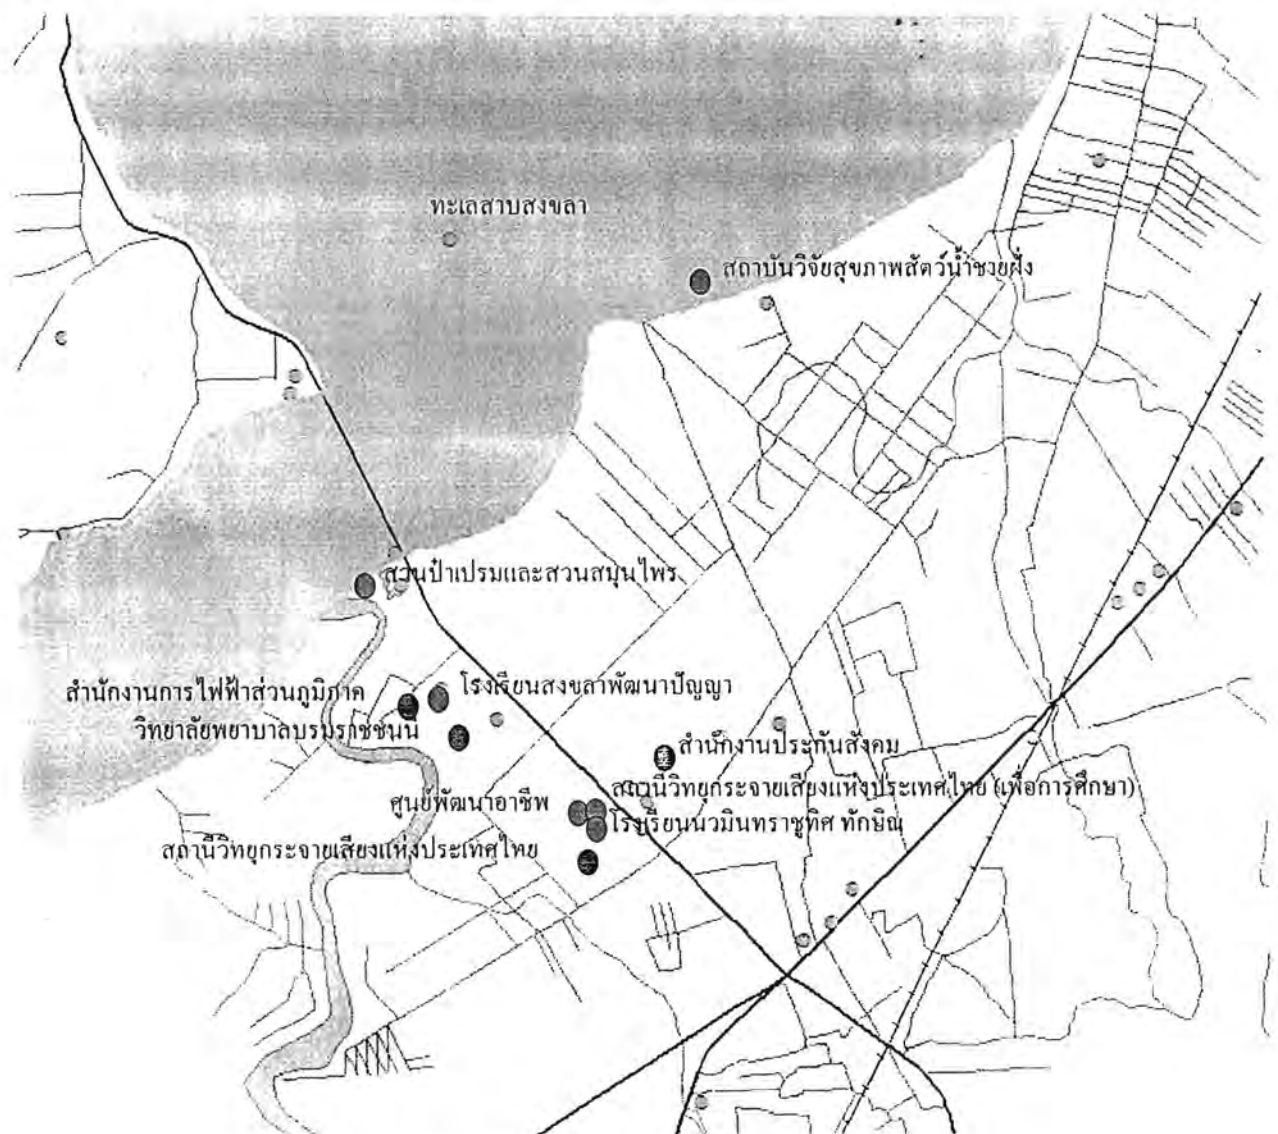 ทะเลสาบสงขลา
สถาบันวิจัยสุขภาพสัตว์น้ำชายฝั่ง
สวนป่าเปรมและสวนสมุนไพร
โรงเรียนสงขลาพัฒนาปัญญา
สำนักงานการไฟฟ้าส่วนภูมิภาค
วิทยาลัยพยาบาลบรมราชชนนี
สำนักงานประกันสังคม
สถานีวิทยุกระจายเสียงแห่งประเทศไทย (เพื่อการศึกษา)
ศูนย์พัฒนาอาชีพ
โรงเรียนนวมินทราชูทิศ ทักษิณ
สถานีวิทยุกระจายเสียงแห่งประเทศไทย